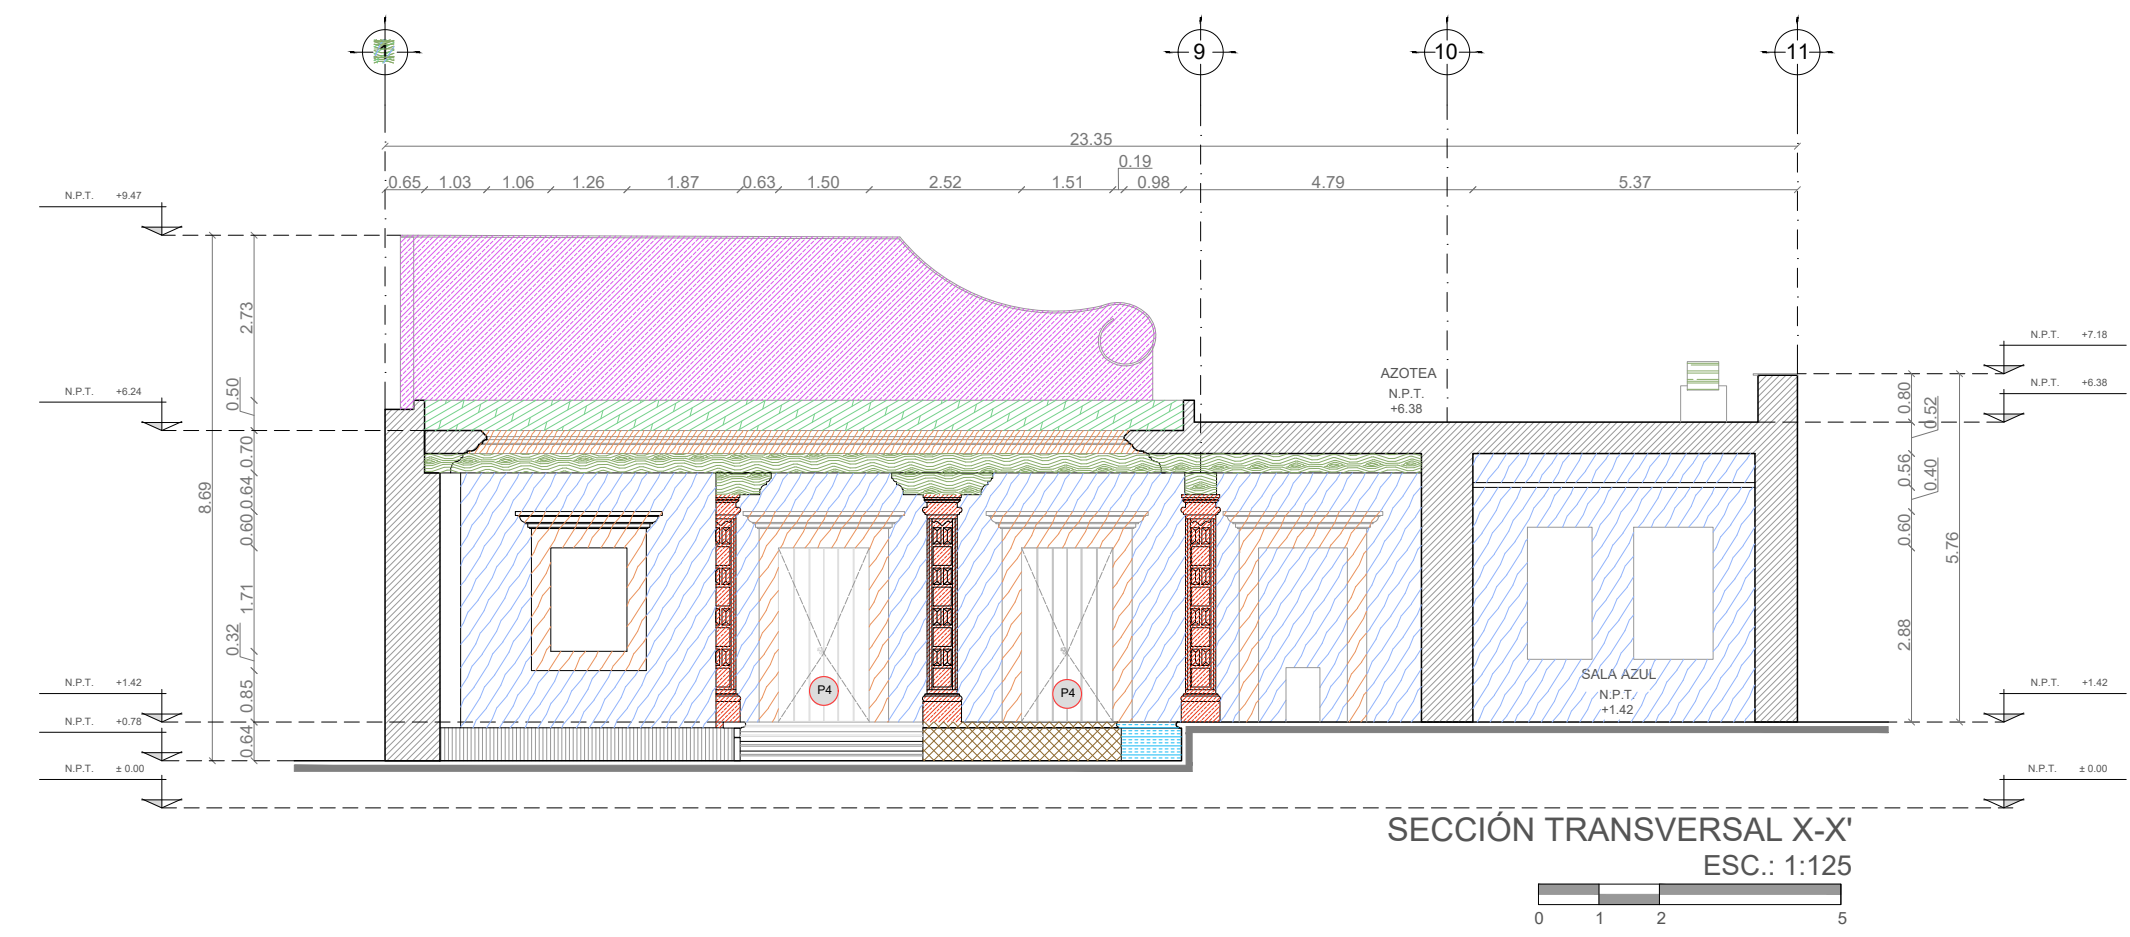 1 9 10 11
23.35
0.19
0.65 1.03 1.06 1.26 1.87 0.63 1.50 2.52 1.51 0.98 4.79 5.37
N.P.T. +9.47
N.P.T. +6.24
N.P.T. +1.42
N.P.T. +0.78
N.P.T. ± 0.00
8.69
2.73
0.50
0.70
0.64
0.60
1.71
0.32
0.85
0.64
AZOTEA
N.P.T.
+6.38
P4
P4
SALA AZUL
N.P.T.
+1.42
0.80
0.52
0.56
0.40
0.60
2.88
5.76
N.P.T. +7.18
N.P.T. +6.38
N.P.T. +1.42
N.P.T. ± 0.00
SECCIÓN TRANSVERSAL X-X'
ESC.: 1:125
0 1 2 5